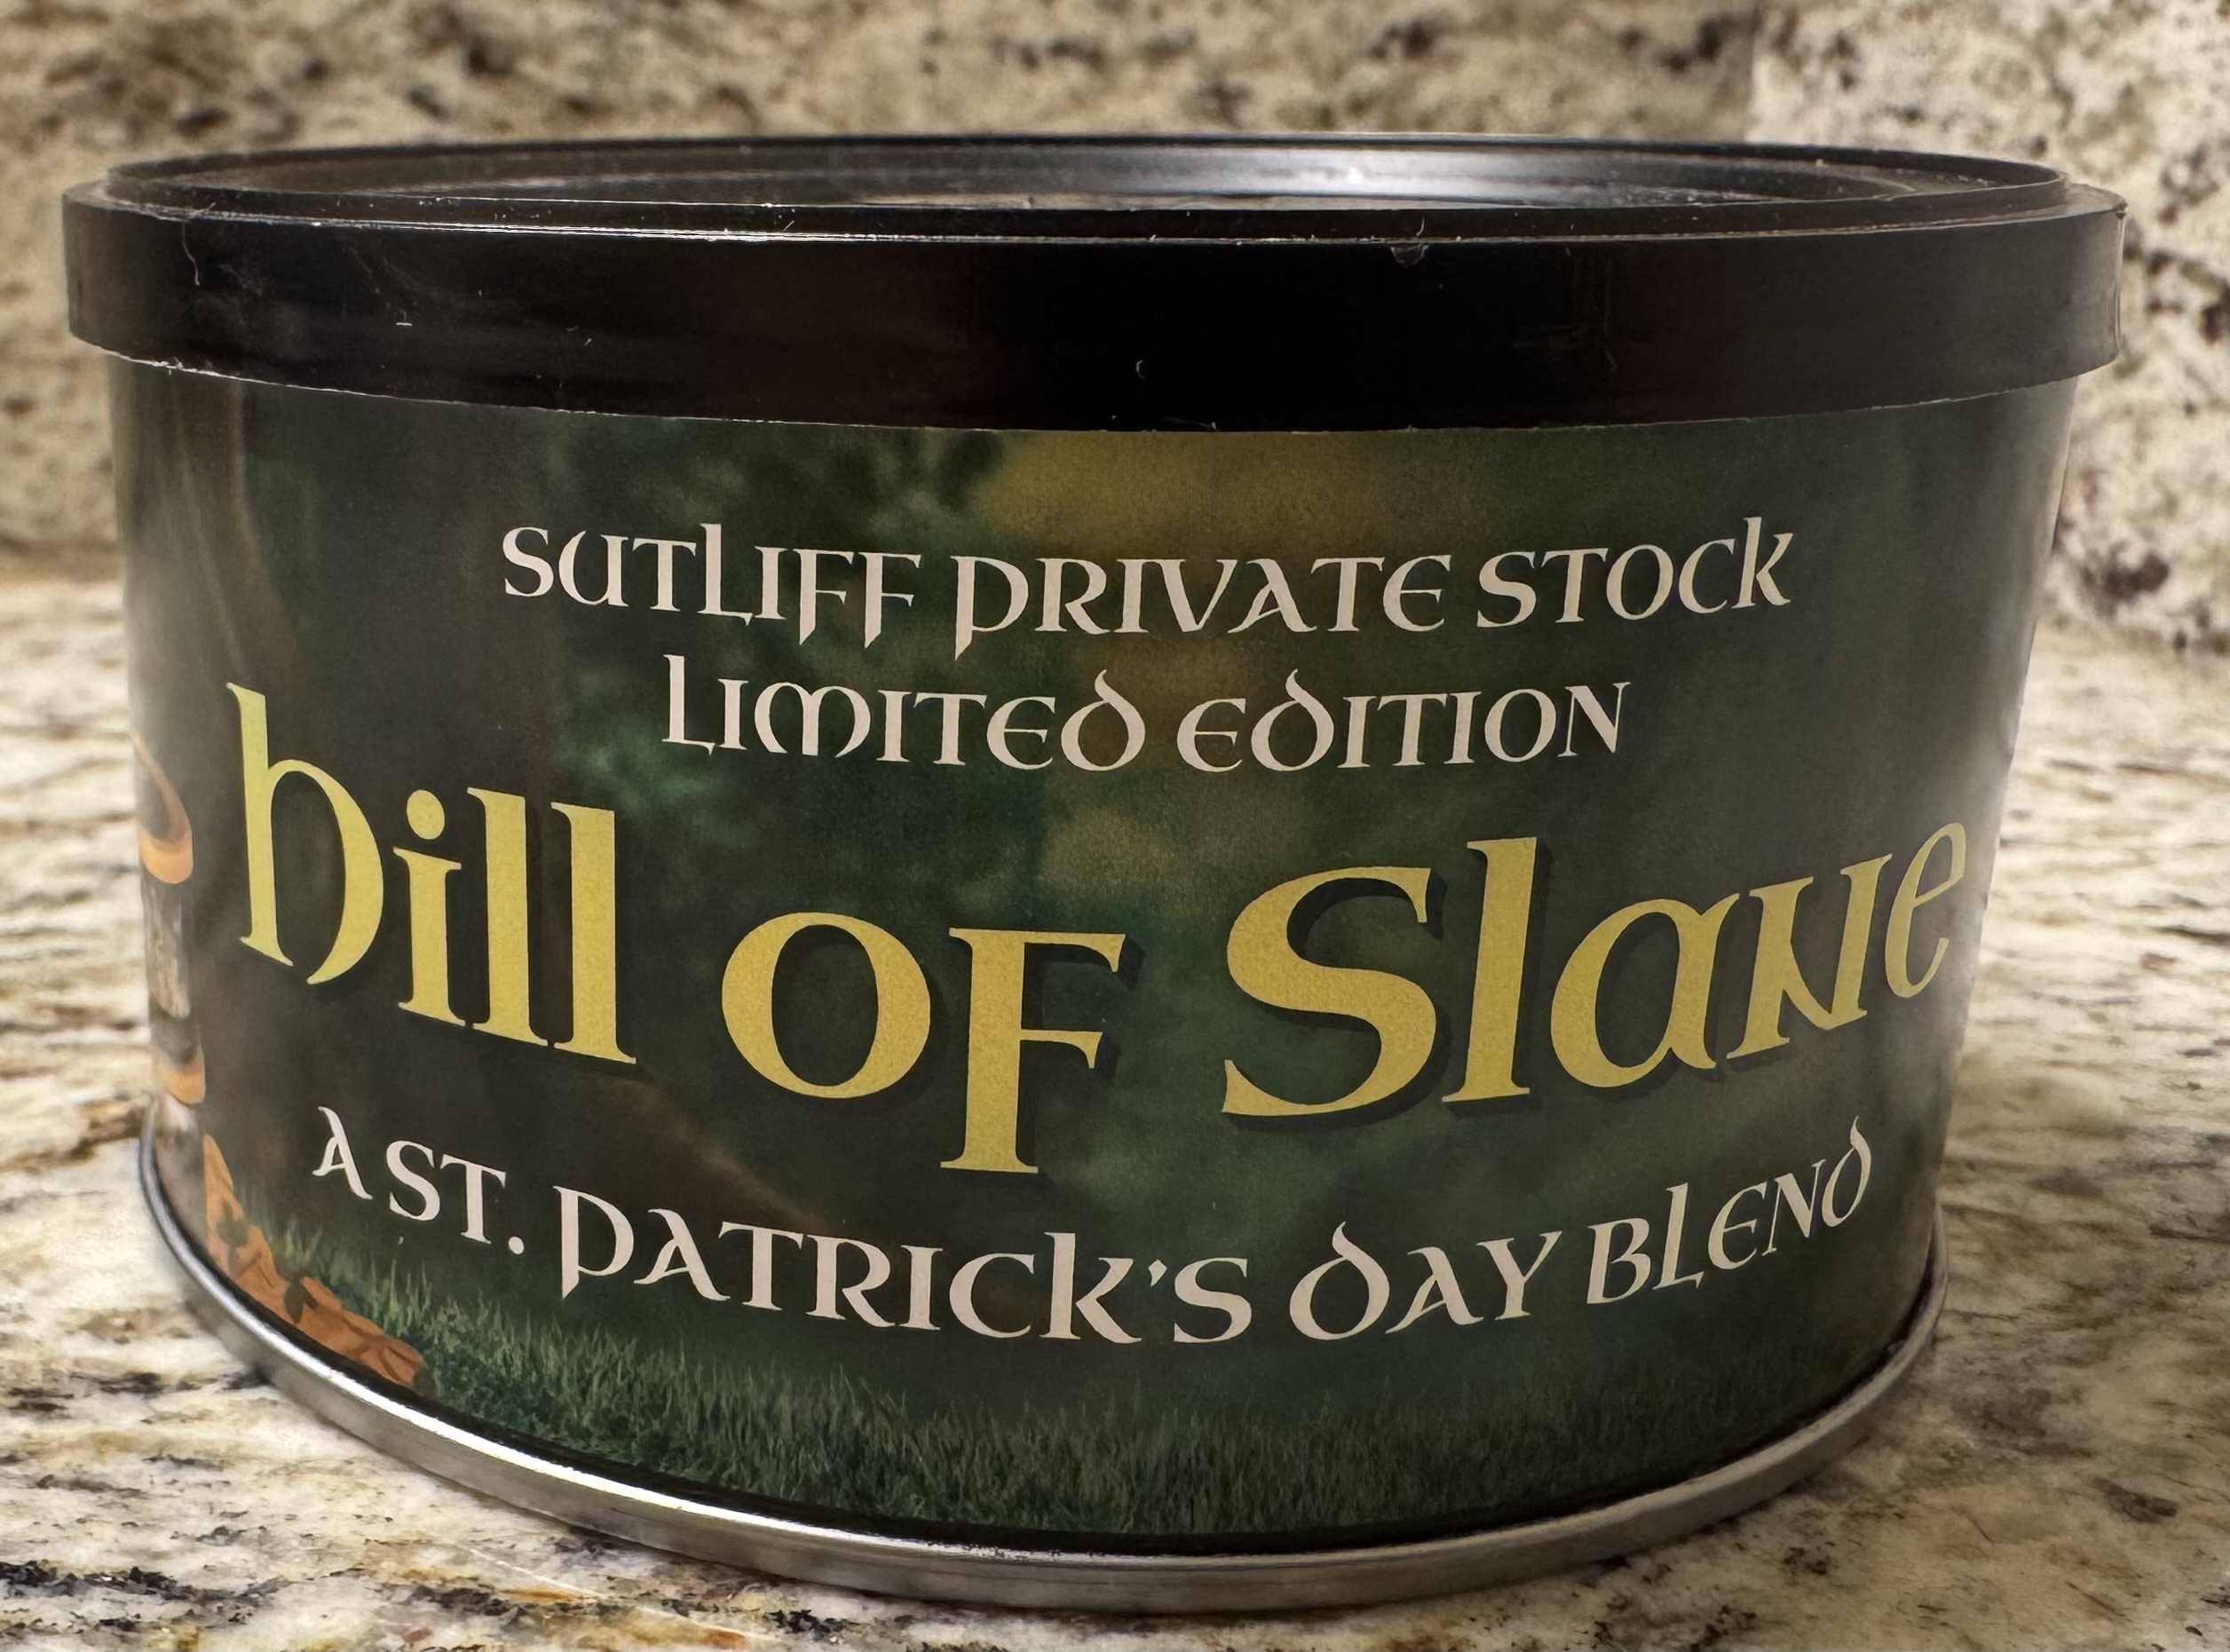 SUTLIFF PRIVATE STOCK
LIMITED EDITION
Hill of Slane
A ST. PATRICK'S DAY BLEND